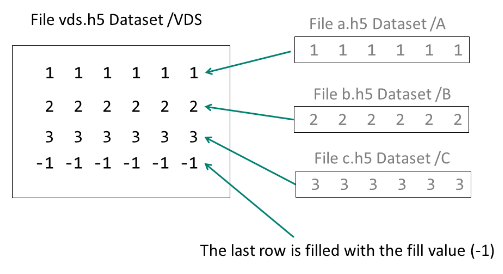 File vds.h5 Dataset /VDS
1 1 1 1 1 1
2 2 2 2 2 2
3 3 3 3 3 3
-1 -1 -1 -1 -1 -1
File a.h5 Dataset /A
1 1 1 1 1 1
File b.h5 Dataset /B
2 2 2 2 2 2
File c.h5 Dataset /C
3 3 3 3 3 3
The last row is filled with the fill value (-1)